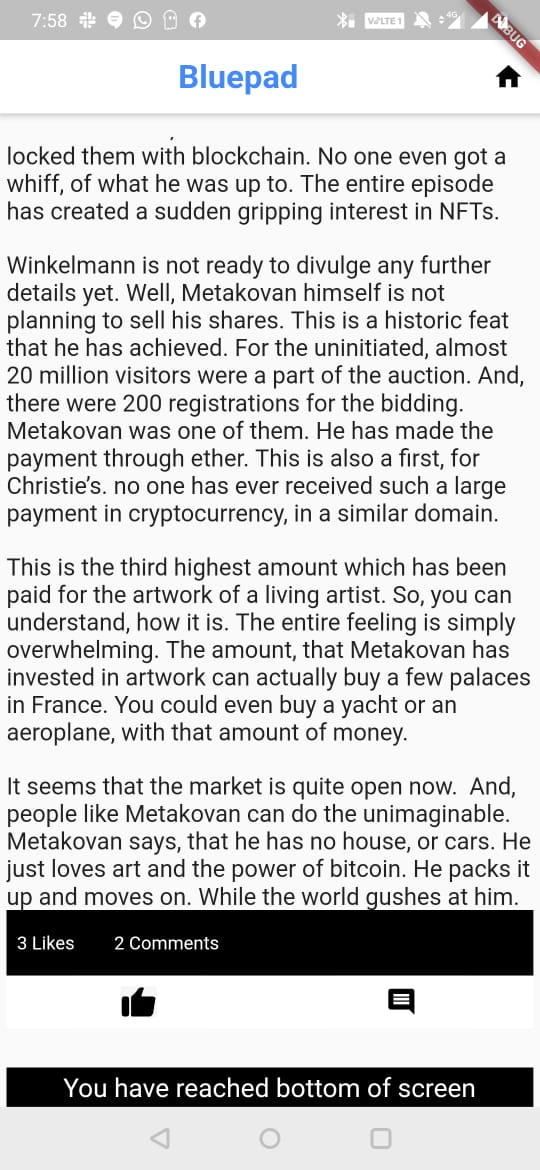 7:58
VoLTE 1
4G
DEBUG
Bluepad
locked them with blockchain. No one even got a
whiff, of what he was up to. The entire episode
has created a sudden gripping interest in NFTs.
Winkelmann is not ready to divulge any further
details yet. Well, Metakovan himself is not
planning to sell his shares. This is a historic feat
that he has achieved. For the uninitiated, almost
20 million visitors were a part of the auction. And,
there were 200 registrations for the bidding.
Metakovan was one of them. He has made the
payment through ether. This is also a first, for
Christie’s. no one has ever received such a large
payment in cryptocurrency, in a similar domain.
This is the third highest amount which has been
paid for the artwork of a living artist. So, you can
understand, how it is. The entire feeling is simply
overwhelming. The amount, that Metakovan has
invested in artwork can actually buy a few palaces
in France. You could even buy a yacht or an
aeroplane, with that amount of money.
It seems that the market is quite open now.  And,
people like Metakovan can do the unimaginable.
Metakovan says, that he has no house, or cars. He
just loves art and the power of bitcoin. He packs it
up and moves on. While the world gushes at him.
3 Likes 2 Comments
You have reached bottom of screen